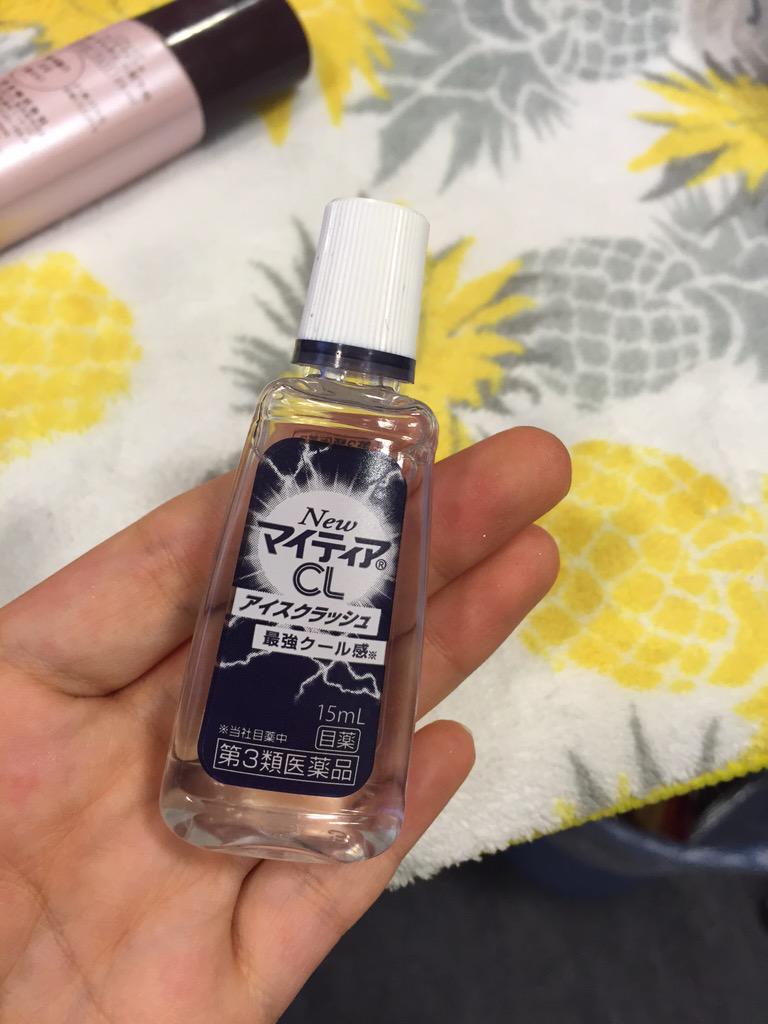 New
マイティア®
CL
アイスクラッシュ
最強クール感※
15mL
※当社目薬中
目薬
第3類医薬品